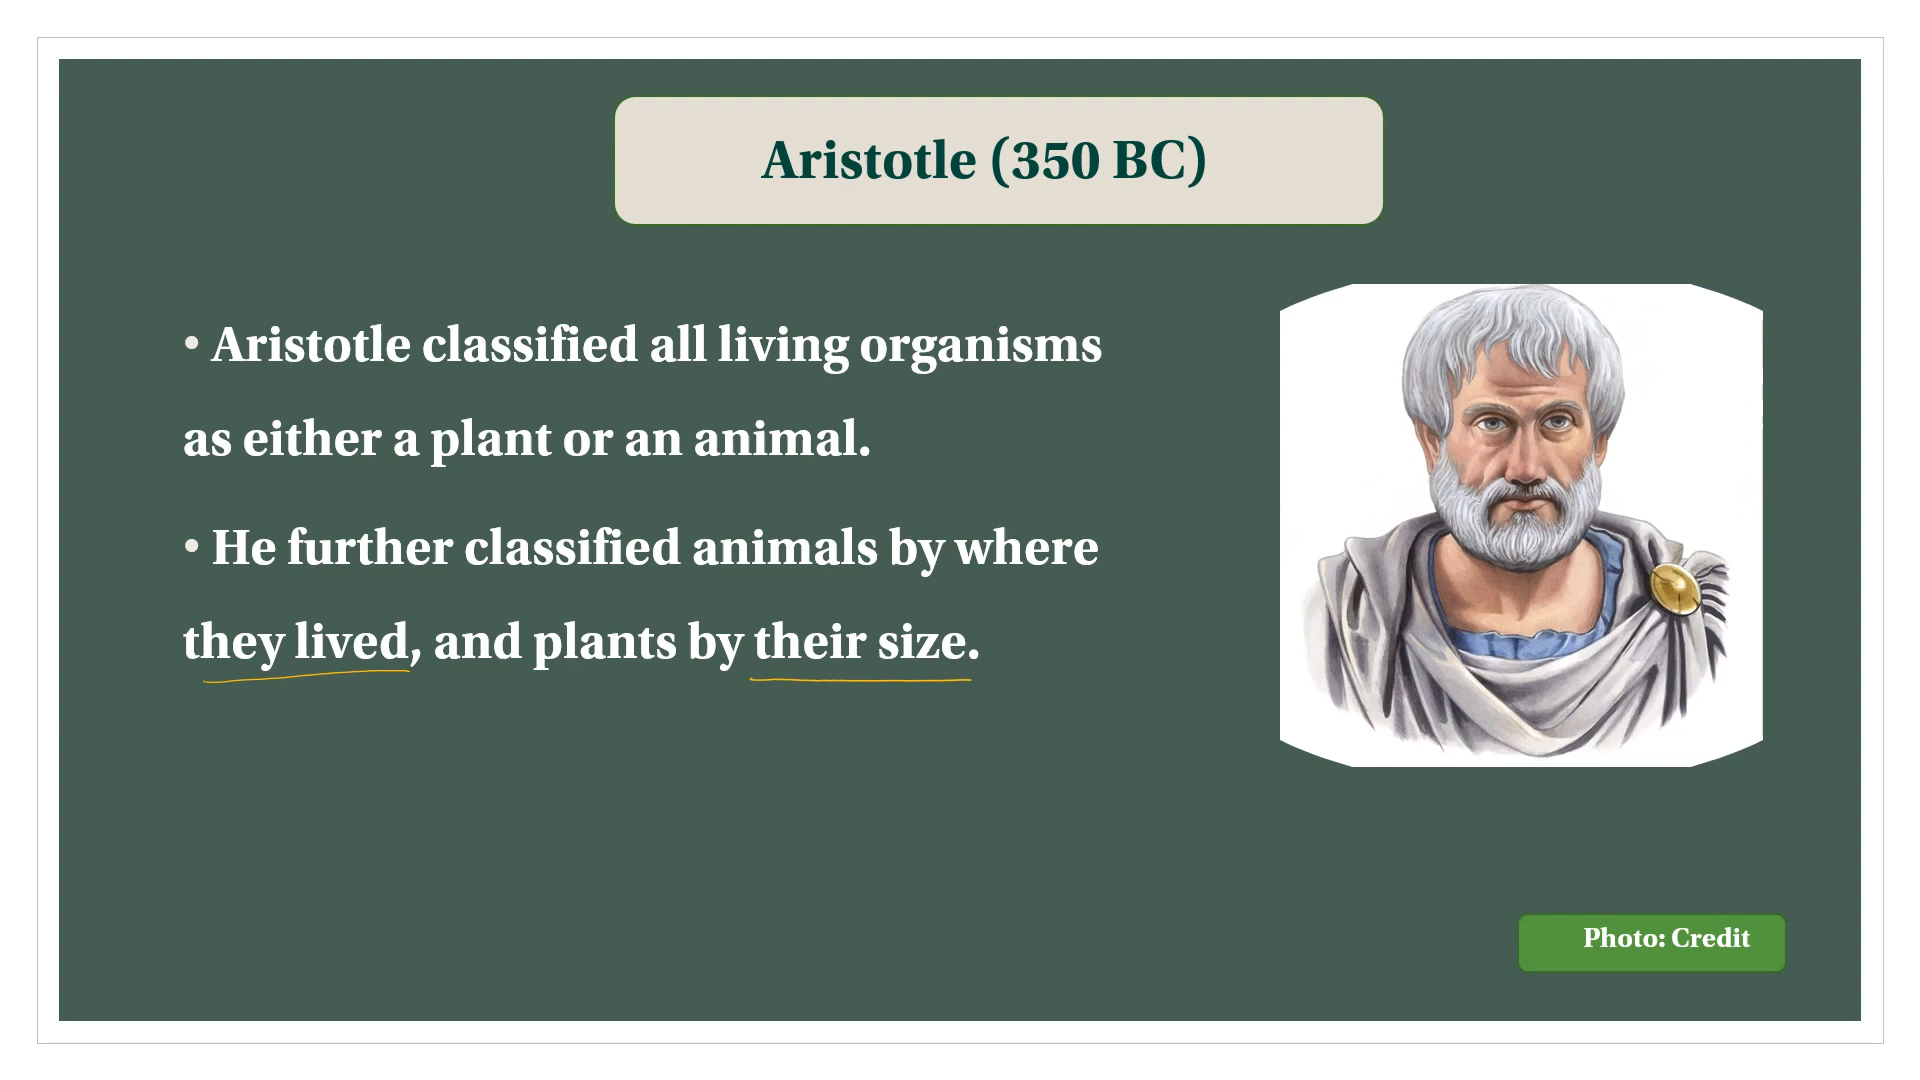 Aristotle (350 BC)
• Aristotle classified all living organisms
as either a plant or an animal.
• He further classified animals by where
they lived, and plants by their size.
Photo: Credit